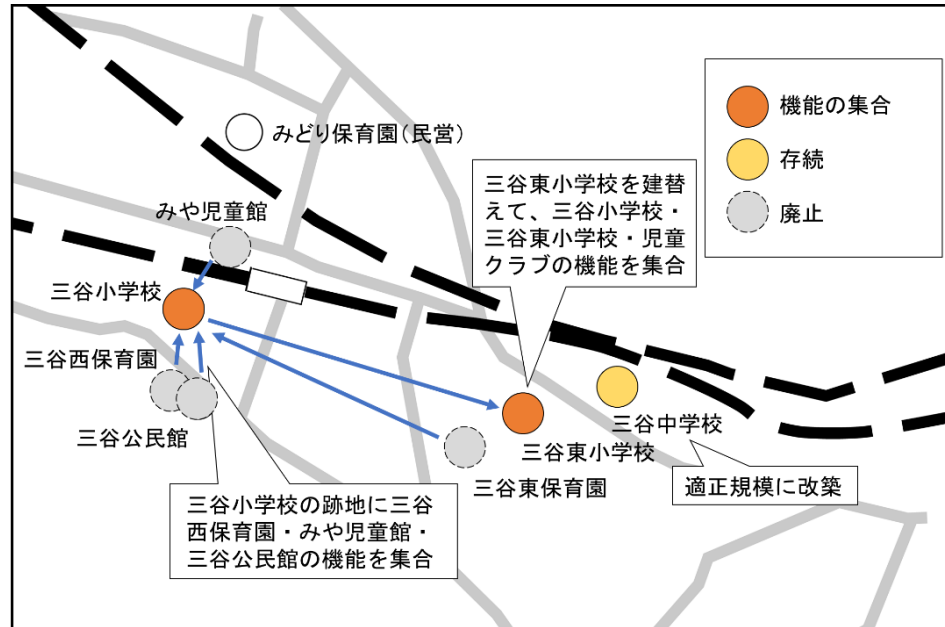 機能の集合
存続
廃止
みどり保育園(民営)
みや児童館
三谷東小学校を建替
えて、三谷小学校・
三谷東小学校・児童
クラブの機能を集合
三谷小学校
三谷西保育園
三谷公民館
三谷中学校
三谷東小学校
三谷東保育園
適正規模に改築
三谷小学校の跡地に三谷
西保育園・みや児童館・
三谷公民館の機能を集合